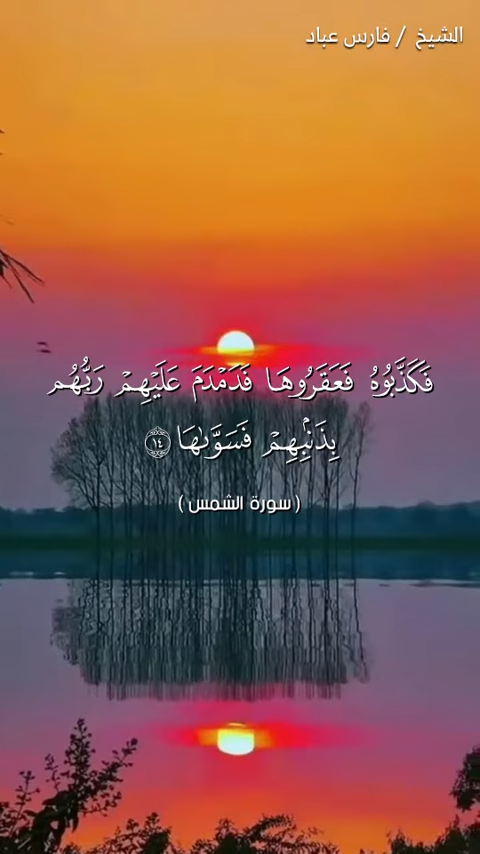 الشيخ / فارس عباد
فَكَذَّبُوهُ فَعَقَرُوهَا فَدَمْدَمَ عَلَيْهِمْ رَبُّهُم
بِذَنۢبِهِمْ فَسَوَّىٰهَا ١٤
( سورة الشمس )